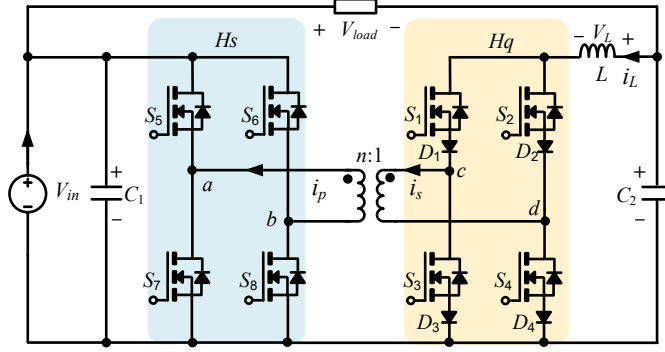 + V_load −
Hs
Hq
− V_L +
L
i_L
S_5
S_6
S_1
S_2
D_1
D_2
n:1
a
i_p
i_s
c
+ V_in −
+ C_1 −
b
d
+ C_2 −
S_7
S_8
S_3
S_4
D_3
D_4